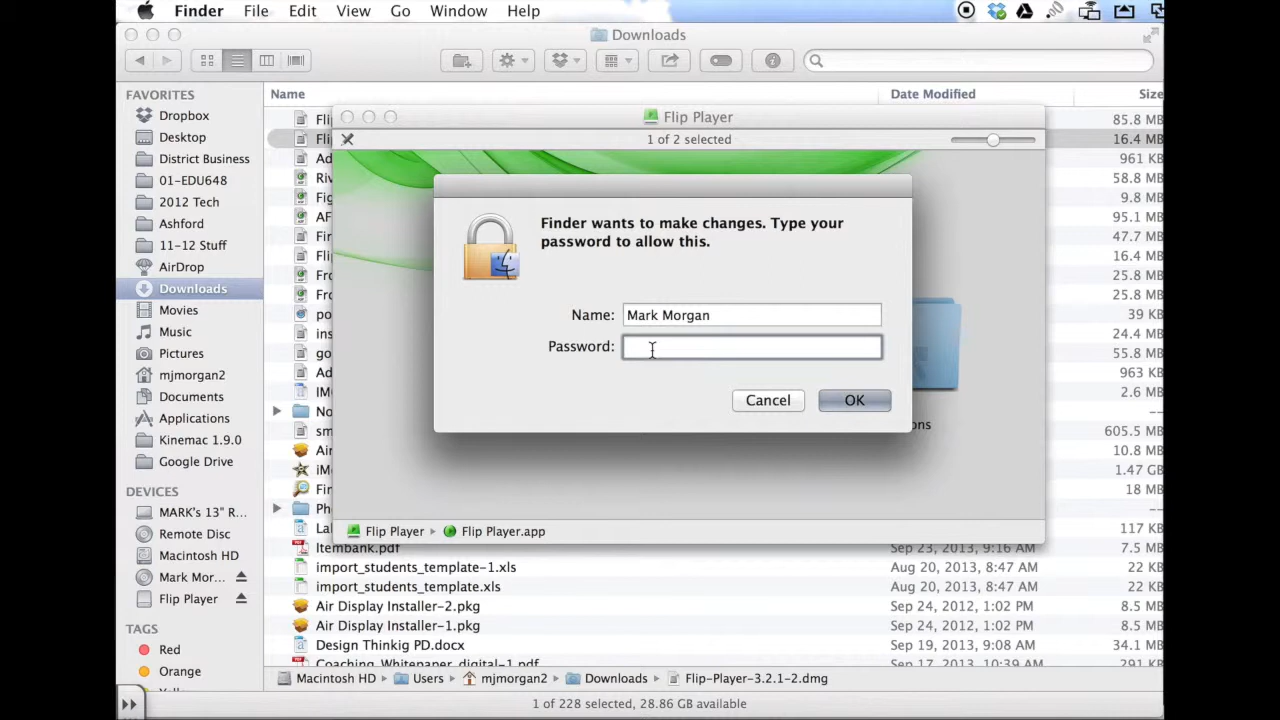 Finder File Edit View Go Window Help
Downloads
FAVORITES
Dropbox
Desktop
District Business
01-EDU648
2012 Tech
Ashford
11-12 Stuff
AirDrop
Downloads
Movies
Music
Pictures
mjmorgan2
Documents
Applications
Kinemac 1.9.0
Google Drive
DEVICES
MARK's 13" R...
Remote Disc
Macintosh HD
Mark Mor...
Flip Player
TAGS
Red
Orange
Name Date Modified Size
85.8 MB
16.4 MB
961 KB
58.8 MB
9.8 MB
95.1 MB
47.7 MB
16.4 MB
25.8 MB
25.8 MB
39 KB
24.4 MB
55.8 MB
963 KB
2.6 MB
--
605.5 MB
10.8 MB
1.47 GB
18 MB
--
117 KB
Itembank.pdf Sep 23, 2013, 9:16 AM 7.5 MB
import_students_template-1.xls Aug 20, 2013, 8:47 AM 22 KB
import_students_template.xls Aug 20, 2013, 8:47 AM 22 KB
Air Display Installer-2.pkg Sep 24, 2012, 1:02 PM 8.5 MB
Air Display Installer-1.pkg Sep 24, 2012, 1:02 PM 8.5 MB
Design Thinkig PD.docx Sep 19, 2013, 9:08 AM 34.1 MB
Coaching_Whitepaper_digital-1.pdf Sep 17, 2013, 10:39 AM 291 KB
Flip Player
1 of 2 selected
Finder wants to make changes. Type your
password to allow this.
Name: Mark Morgan
Password:
Cancel OK
Flip Player Flip Player.app
Macintosh HD Users mjmorgan2 Downloads Flip-Player-3.2.1-2.dmg
1 of 228 selected, 28.86 GB available